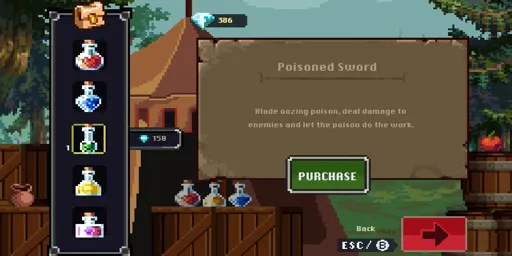 386
Poisoned Sword
Blade oozing poison, deal damage to
enemies and let the poison do the work.
1
158
PURCHASE
Back
ESC/ B